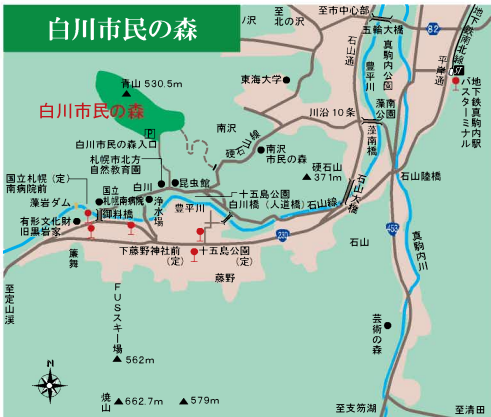 白川市民の森
至北の沢
ノ沢
至市中心部
五輪大橋
82
地下鉄南北線
真駒内公園
平岸通
地下鉄真駒内駅
バスターミナル
石山通
豊平川
東海大学
川沿10条
藻南公園
藻南橋
青山 530.5m
白川市民の森
P
白川市民の森入口
南沢
硬石山線
南沢
市民の森
硬石山
371m
石山陸橋
札幌市北方
自然教育園
国立札幌(定)
南病院前
藻岩ダム
国立
札幌南病院
白川
昆虫館
浄水場
豊平川
十五島公園
白川橋(人道橋)
石山線
石山大橋
御料橋
有形文化財
旧黒岩家
簾舞
下藤野神社前
(定)
十五島公園
(定)
藤野
230
453
石山
真駒内川
至定山渓
FUSスキー場
562m
芸術の森
N
焼山
662.7m
579m
至支笏湖
至清田